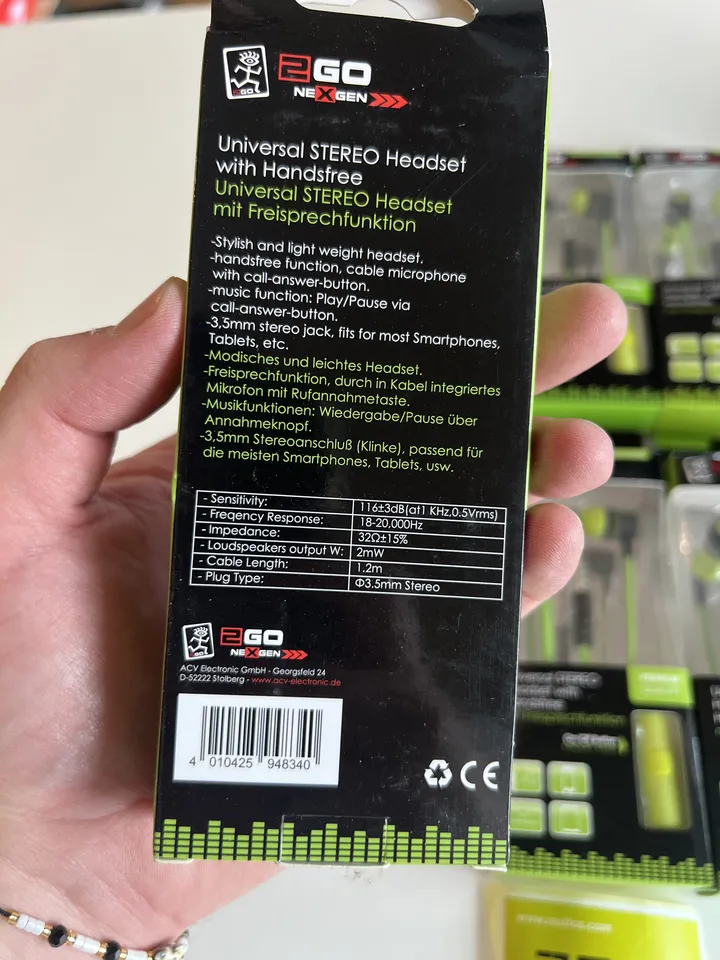 2GO
2GO
NEXGEN
Universal STEREO Headset
with Handsfree
Universal STEREO Headset
mit Freisprechfunktion
-Stylish and light weight headset.
-handsfree function, cable microphone
with call-answer-button.
-music function: Play/Pause via
call-answer-button.
-3,5mm stereo jack, fits for most Smartphones,
Tablets, etc.
-Modisches und leichtes Headset.
-Freisprechfunktion, durch in Kabel integriertes
Mikrofon mit Rufannahmetaste.
-Musikfunktionen: Wiedergabe/Pause über
Annahmeknopf.
-3,5mm Stereoanschluß (Klinke), passend für
die meisten Smartphones, Tablets, usw.
- Sensitivity: 116±3dB(at1 KHz,0.5Vrms)
- Freqency Response: 18-20,000Hz
- Impedance: 32Ω±15%
- Loudspeakers output W: 2mW
- Cable Length: 1.2m
- Plug Type: Φ3.5mm Stereo
2GO
2GO
NEXGEN
ACV Electronic GmbH - Georgsfeld 24
D-52222 Stolberg - www.acv-electronic.de
4 010425 948340
CE